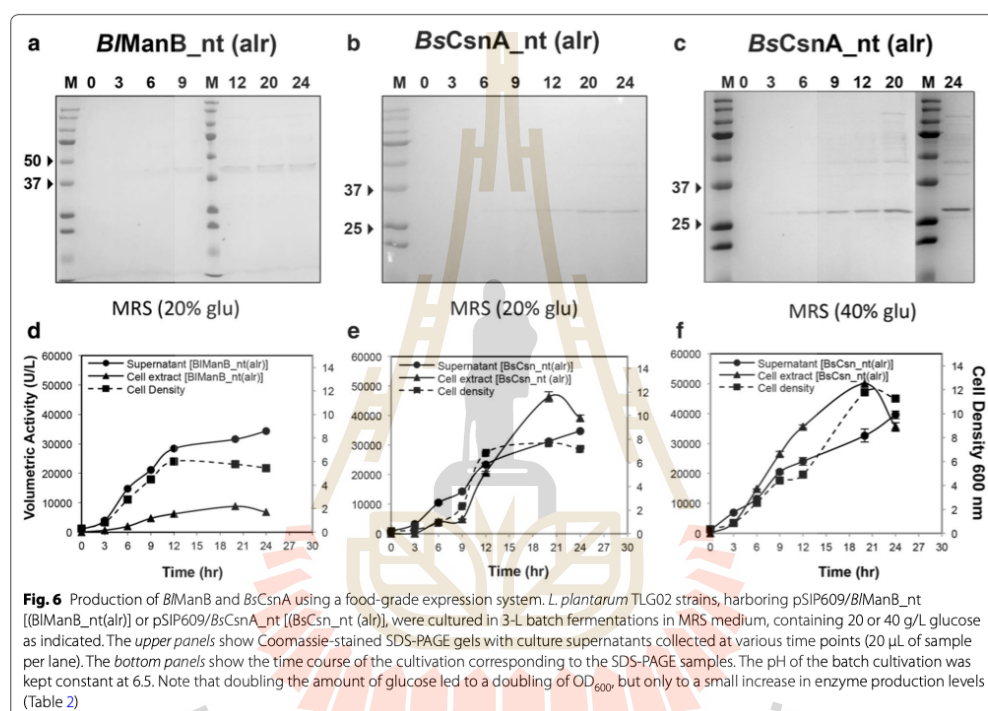 a BlManB_nt (alr) b BsCsnA_nt (alr) c BsCsnA_nt (alr)
M 0 3 6 9 M 12 20 24
M 0 3 6 9 12 20 24
M 0 3 6 9 12 20 M 24
50
37
37
25
37
25
MRS (20% glu) MRS (20% glu) MRS (40% glu)
d
Volumetric Activity (U/L)
60000
50000
40000
30000
20000
10000
0
Supernatant [BlManB_nt(alr)]
Cell extract [BlManB_nt(alr)]
Cell Density
14
12
10
8
6
4
2
0
0 3 6 9 12 15 18 21 24 27 30
Time (hr)
e
60000
50000
40000
30000
20000
10000
0
Supernatant [BsCsn_nt(alr)]
Cell extract [BsCsn_nt (alr)]
Cell density
14
12
10
8
6
4
2
0
0 3 6 9 12 15 18 21 24 27 30
Time (hr)
f
60000
50000
40000
30000
20000
10000
0
Supernatant [BsCsn_nt(alr)]
Cell extract [BsCsn_nt (alr)]
Cell density
14
12
10
8
6
4
2
0
Cell Density 600 nm
0 3 6 9 12 15 18 21 24 27 30
Time (hr)
Fig. 6 Production of BlManB and BsCsnA using a food-grade expression system. L. plantarum TLG02 strains, harboring pSIP609/BlManB_nt
[(BlManB_nt(alr)] or pSIP609/BsCsnA_nt [(BsCsn_nt (alr)], were cultured in 3-L batch fermentations in MRS medium, containing 20 or 40 g/L glucose
as indicated. The upper panels show Coomassie-stained SDS-PAGE gels with culture supernatants collected at various time points (20 μL of sample
per lane). The bottom panels show the time course of the cultivation corresponding to the SDS-PAGE samples. The pH of the batch cultivation was
kept constant at 6.5. Note that doubling the amount of glucose led to a doubling of OD600, but only to a small increase in enzyme production levels
(Table 2)